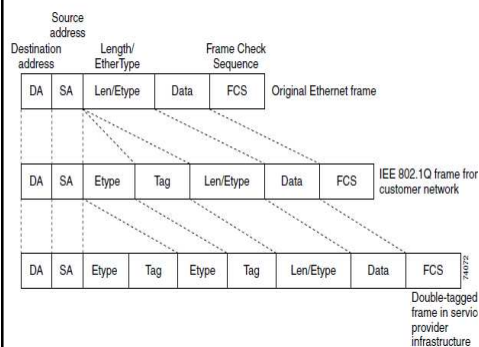 Source
address
Destination
address
Length/
EtherType
Frame Check
Sequence
DA SA Len/Etype Data FCS Original Ethernet frame
DA SA Etype Tag Len/Etype Data FCS IEE 802.1Q frame from
customer network
DA SA Etype Tag Etype Tag Len/Etype Data FCS 74072
Double-tagged
frame in service
provider
infrastructure